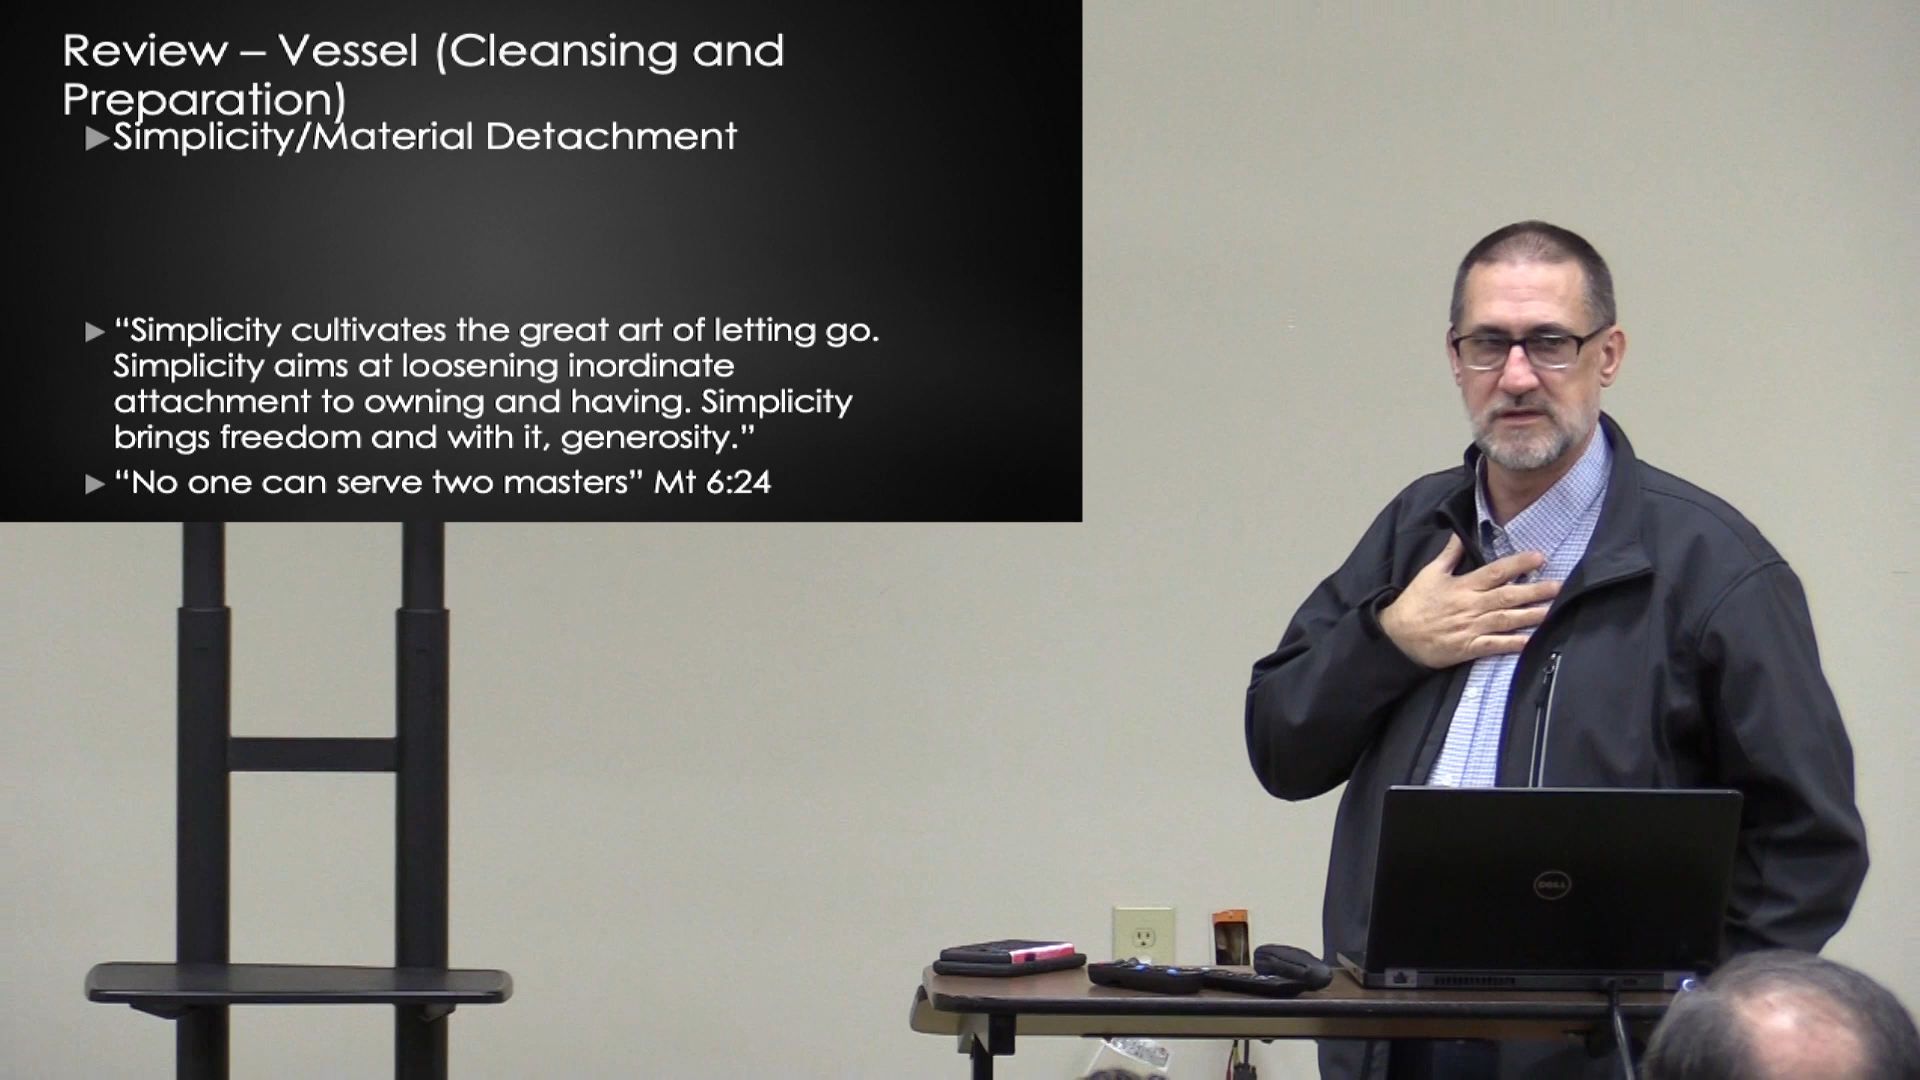 Review – Vessel (Cleansing and
Preparation)
Simplicity/Material Detachment
“Simplicity cultivates the great art of letting go.
Simplicity aims at loosening inordinate
attachment to owning and having. Simplicity
brings freedom and with it, generosity.”
“No one can serve two masters” Mt 6:24
DELL